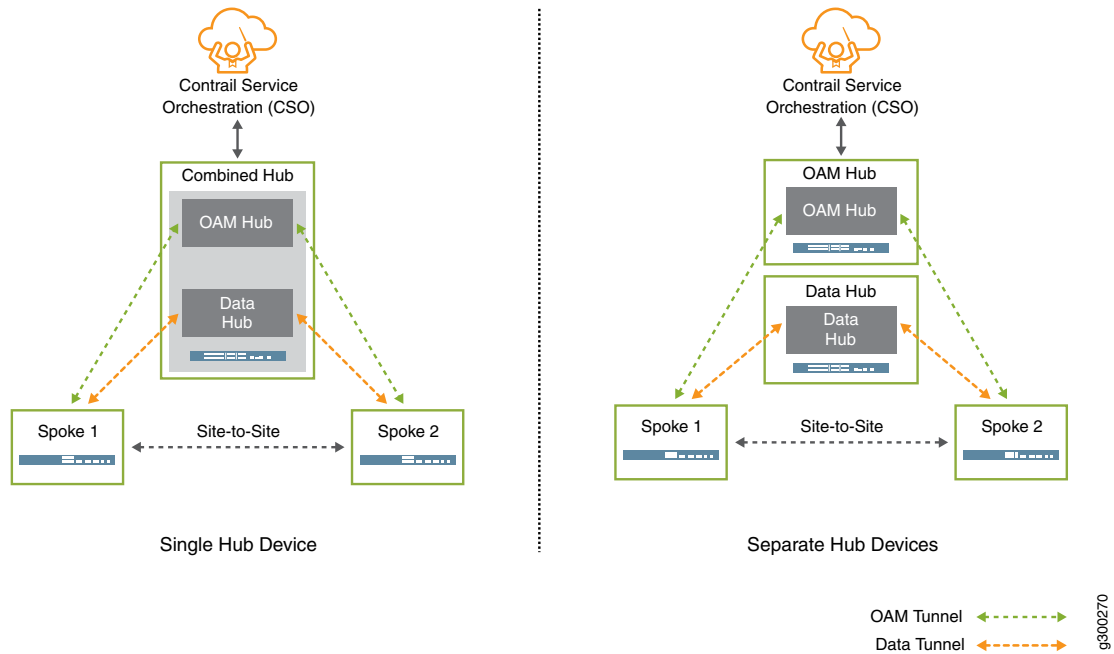 Contrail Service
Orchestration (CSO)
Combined Hub
OAM Hub
Data
Hub
Spoke 1
Site-to-Site
Spoke 2
Single Hub Device
Contrail Service
Orchestration (CSO)
OAM Hub
OAM Hub
Data Hub
Data
Hub
Spoke 1
Site-to-Site
Spoke 2
Separate Hub Devices
OAM Tunnel
Data Tunnel
g300270